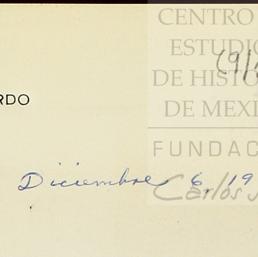 CENTRO
ESTUDIO
DE HISTO
DE MEXI
FUNDAC
RDO
Diciembre 6, 19
Carlos